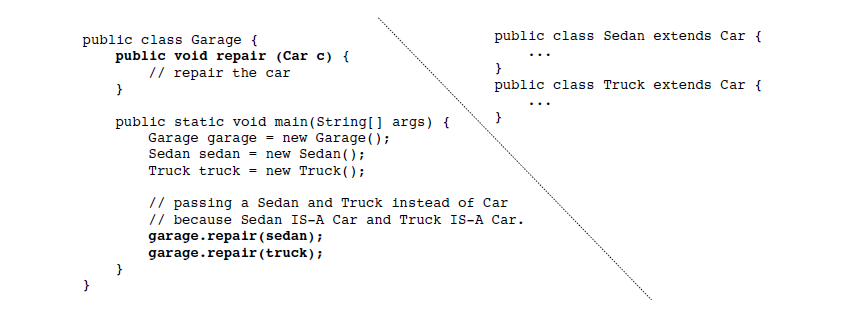 public class Garage {
    public void repair (Car c) {
        // repair the car
    }

    public static void main(String[] args) {
        Garage garage = new Garage();
        Sedan sedan = new Sedan();
        Truck truck = new Truck();

        // passing a Sedan and Truck instead of Car
        // because Sedan IS-A Car and Truck IS-A Car.
        garage.repair(sedan);
        garage.repair(truck);
    }
}
public class Sedan extends Car {
    ...
}
public class Truck extends Car {
    ...
}